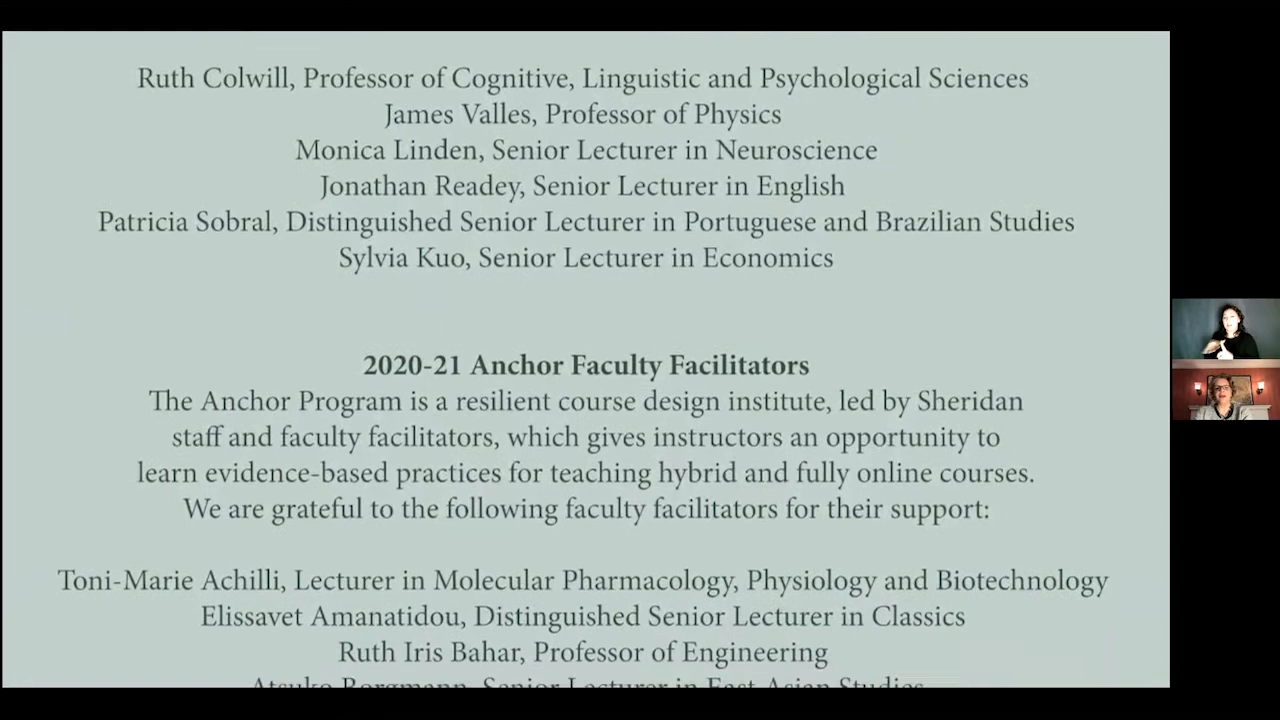 Ruth Colwill, Professor of Cognitive, Linguistic and Psychological Sciences
James Valles, Professor of Physics
Monica Linden, Senior Lecturer in Neuroscience
Jonathan Readey, Senior Lecturer in English
Patricia Sobral, Distinguished Senior Lecturer in Portuguese and Brazilian Studies
Sylvia Kuo, Senior Lecturer in Economics
2020-21 Anchor Faculty Facilitators
The Anchor Program is a resilient course design institute, led by Sheridan
staff and faculty facilitators, which gives instructors an opportunity to
learn evidence-based practices for teaching hybrid and fully online courses.
We are grateful to the following faculty facilitators for their support:
Toni-Marie Achilli, Lecturer in Molecular Pharmacology, Physiology and Biotechnology
Elissavet Amanatidou, Distinguished Senior Lecturer in Classics
Ruth Iris Bahar, Professor of Engineering
Atsuko Borgmann, Senior Lecturer in East Asian Studies